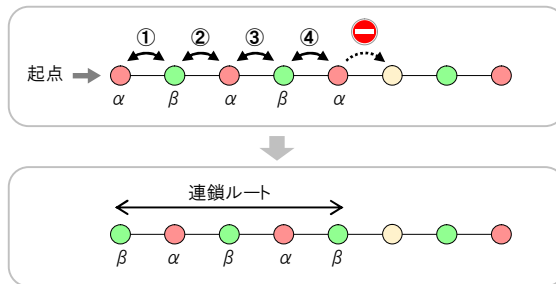 ① ② ③ ④
起点
α β α β α
連鎖ルート
β α β α β